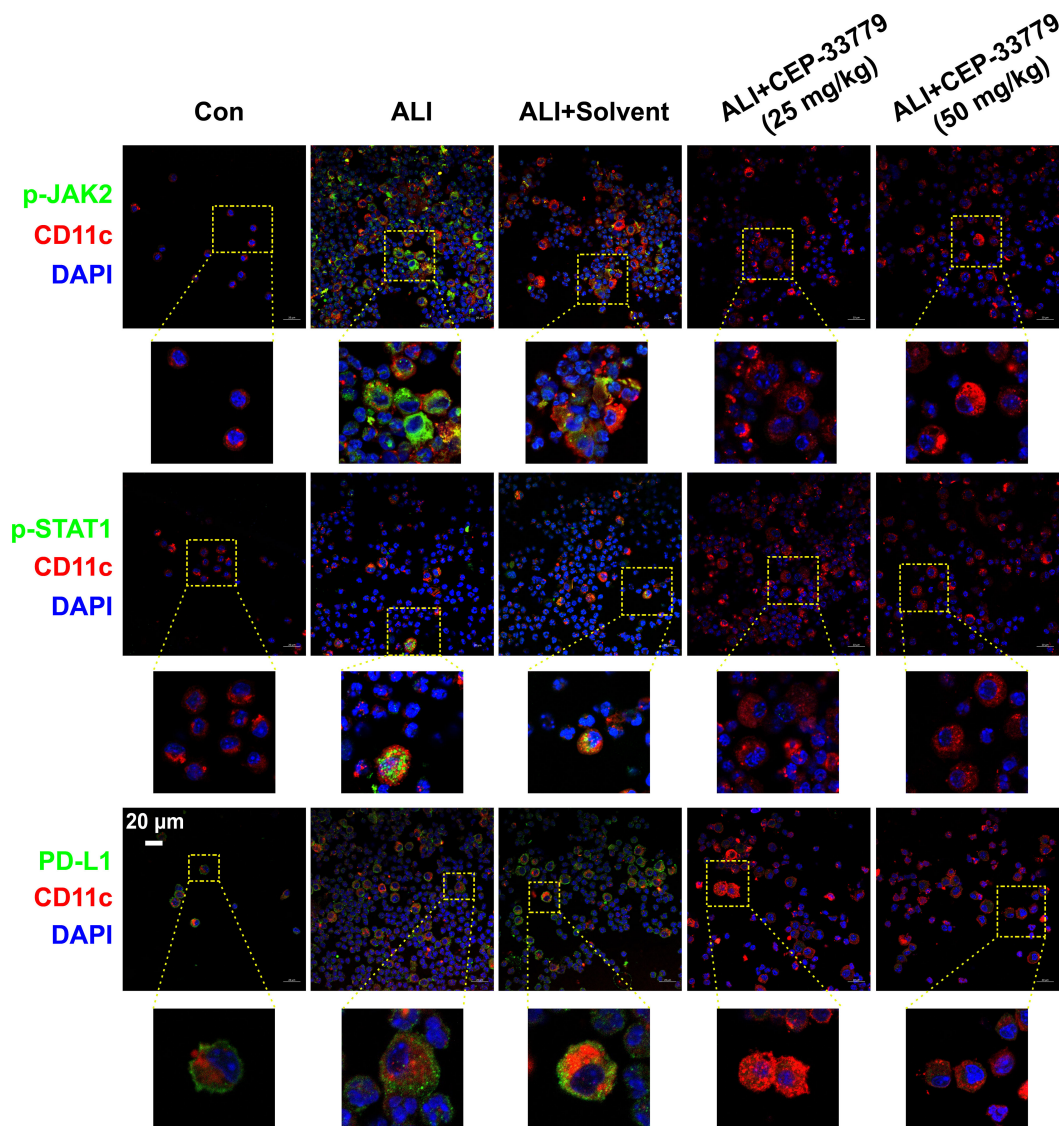 Con
ALI
ALI+Solvent
ALI+CEP-33779
(25 mg/kg)
ALI+CEP-33779
(50 mg/kg)
p-JAK2
CD11c
DAPI
p-STAT1
CD11c
DAPI
20 μm
PD-L1
CD11c
DAPI